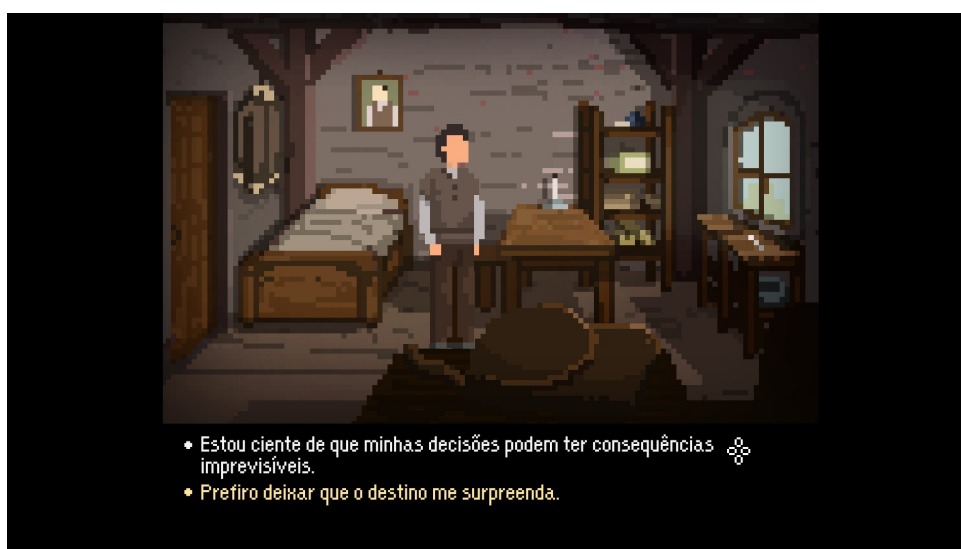 • Estou ciente de que minhas decisões podem ter consequências
imprevisíveis.
• Prefiro deixar que o destino me surpreenda.